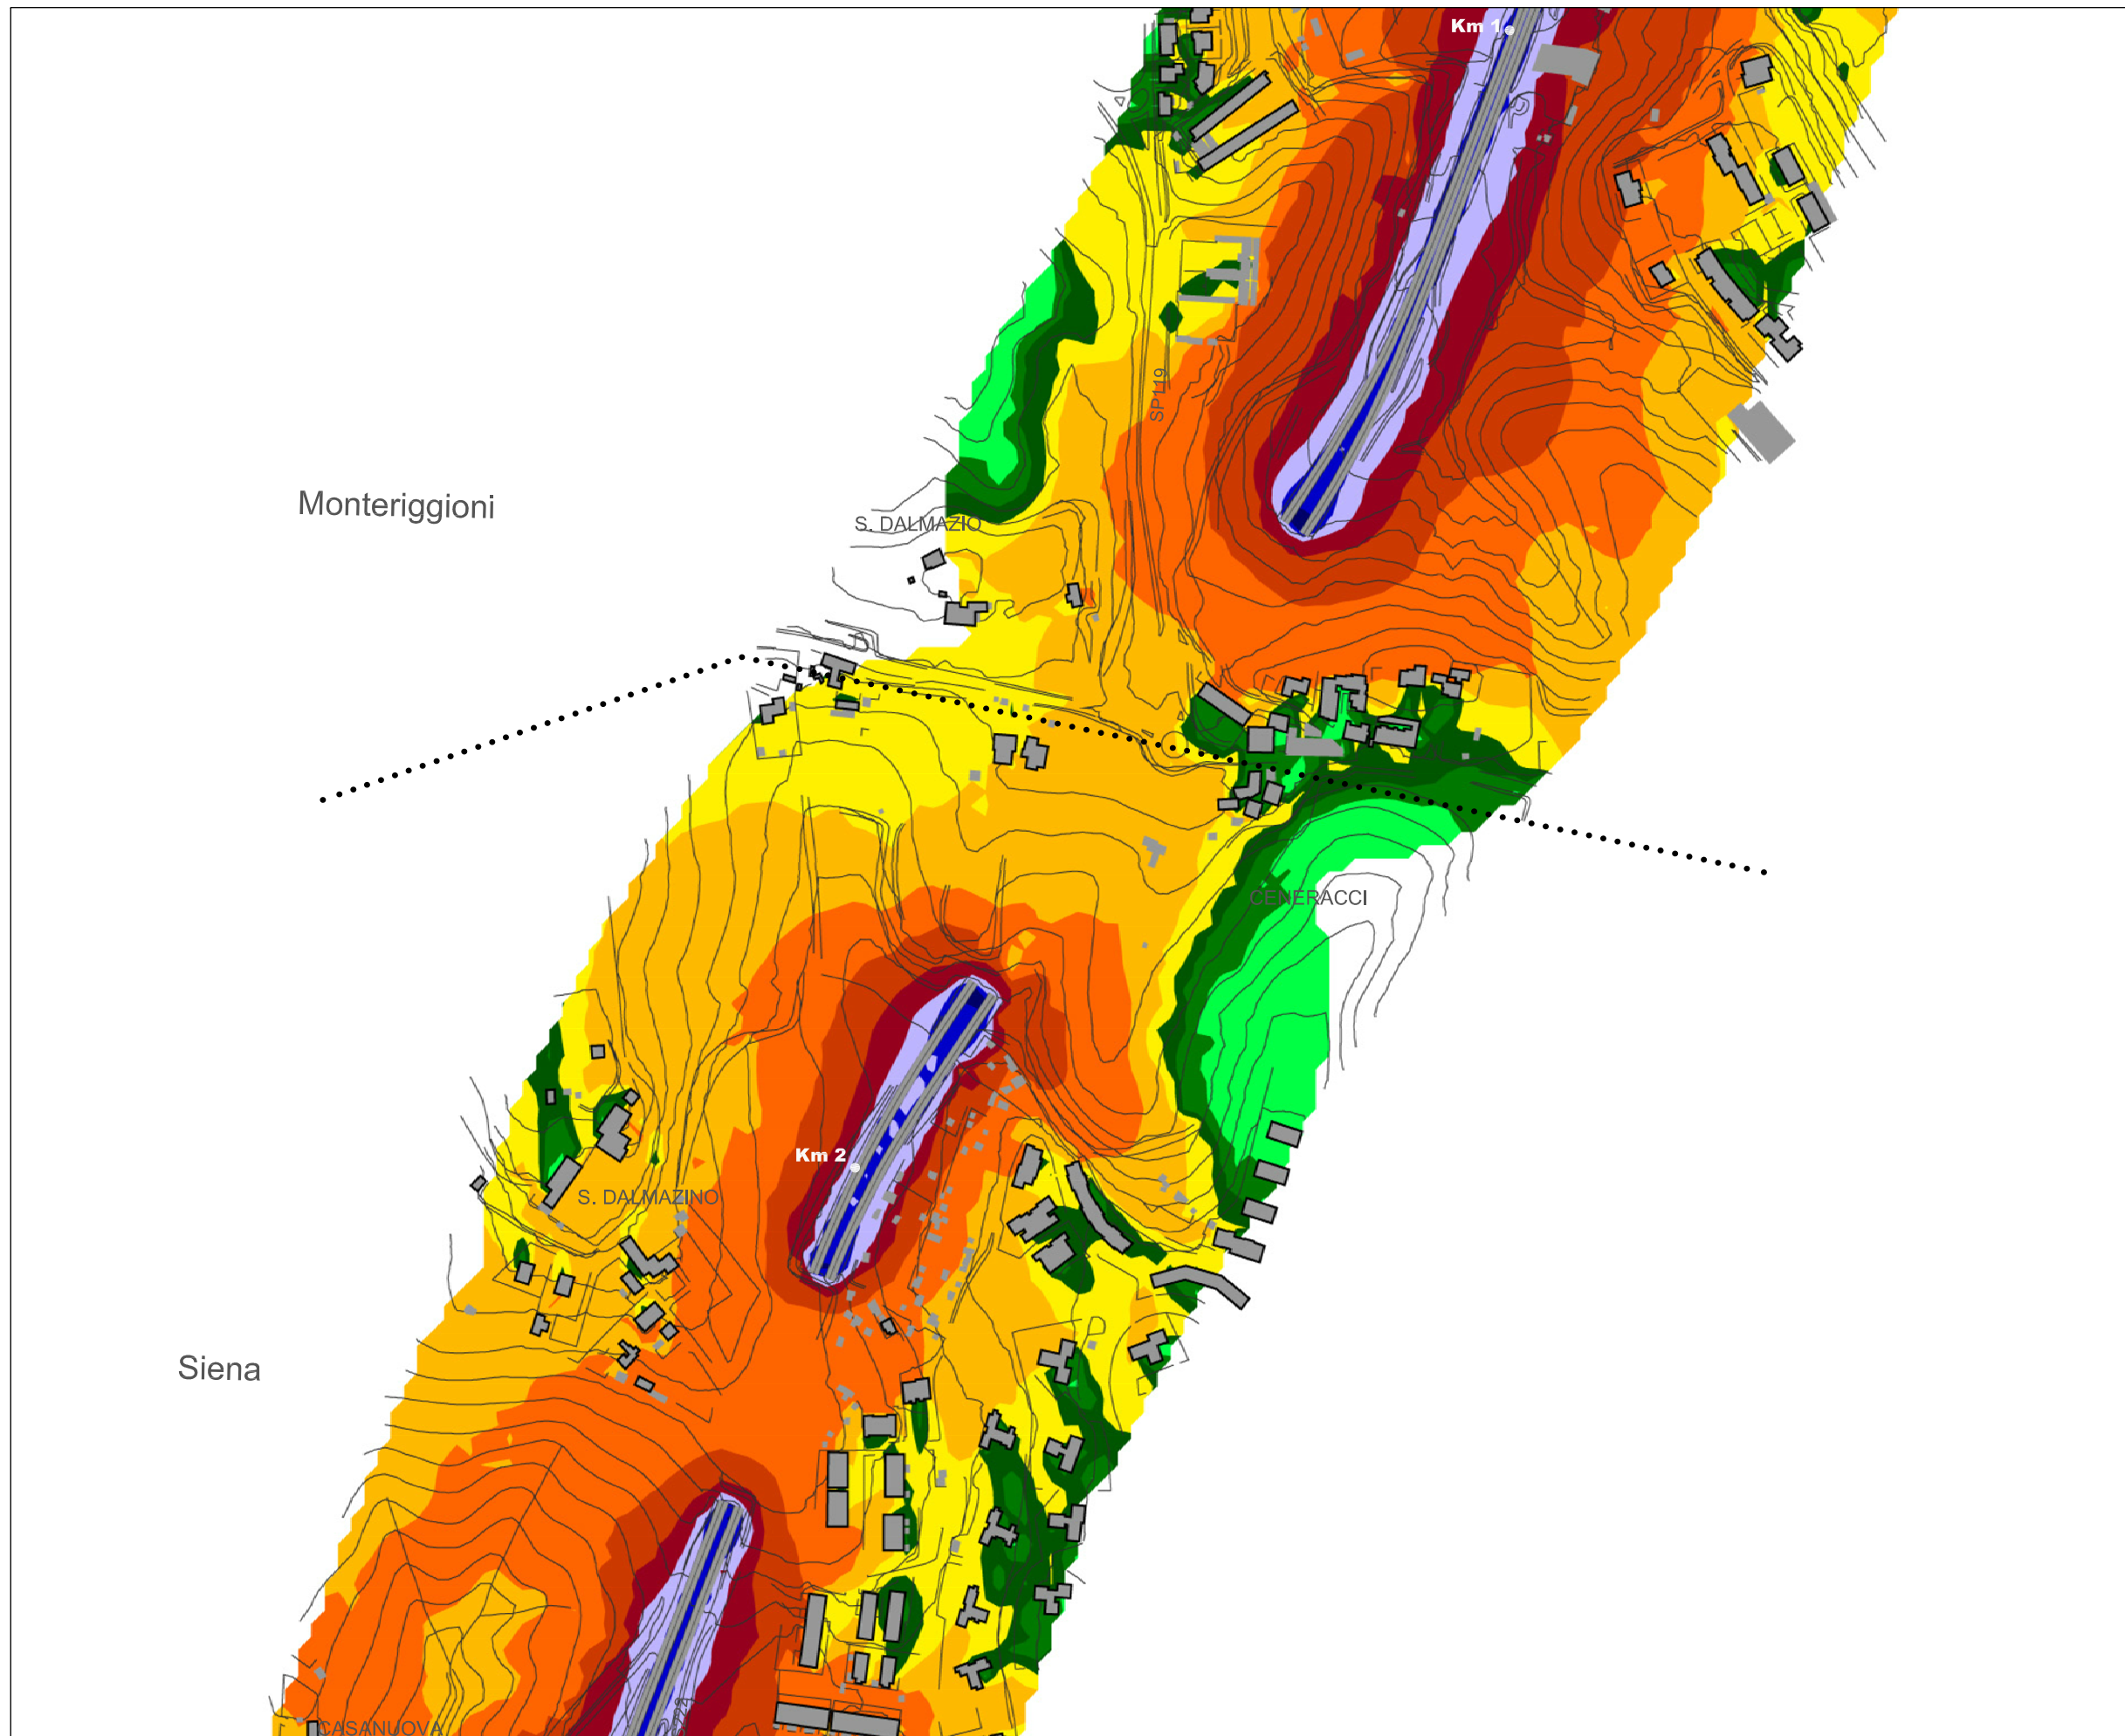 Km 1
SP119
Monteriggioni
S. DALMAZIO
CENERACCI
Km 2
S. DALMAZINO
Siena
CASANUOVA